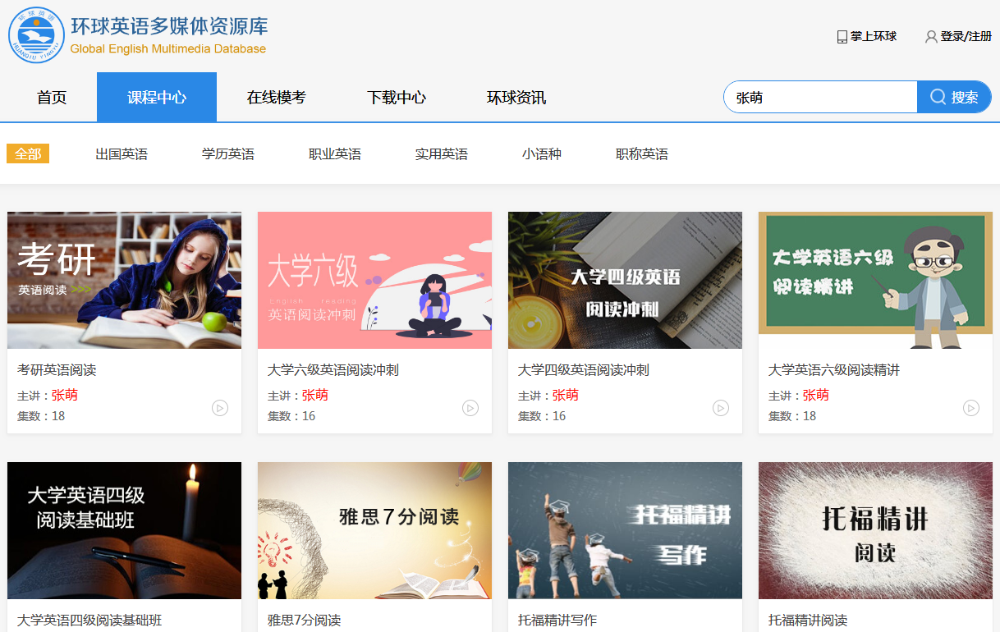 环球英语多媒体资源库
Global English Multimedia Database
环球英语
HUANQIU YINGYU
掌上环球
登录/注册
首页
课程中心
在线模考
下载中心
环球资讯
张萌
搜索
全部
出国英语
学历英语
职业英语
实用英语
小语种
职称英语
考研
英语阅读 >>>
大学六级
english reading
英语阅读冲刺
大学四级英语
阅读冲刺
大学英语六级
阅读精讲
考研英语阅读
主讲：张萌
集数：18
大学六级英语阅读冲刺
主讲：张萌
集数：16
大学四级英语阅读冲刺
主讲：张萌
集数：16
大学英语六级阅读精讲
主讲：张萌
集数：18
大学英语四级
阅读基础班
雅思7分阅读
托福精讲
写作
托福精讲
阅读
大学英语四级阅读基础班
雅思7分阅读
托福精讲写作
托福精讲阅读